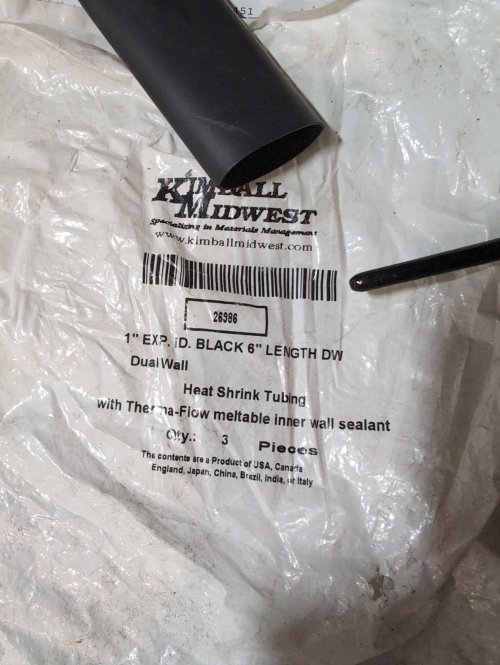 151
KIMBALL
MIDWEST
Specializing in Materials Management
www.kimballmidwest.com
26986
1" EXP. ID. BLACK 6" LENGTH DW
Dual Wall
Heat Shrink Tubing
with Therma-Flow meltable inner wall sealant
Qty.: 3 Pieces
The contents are a Product of USA, Canada
England, Japan, China, Brazil, India, or Italy